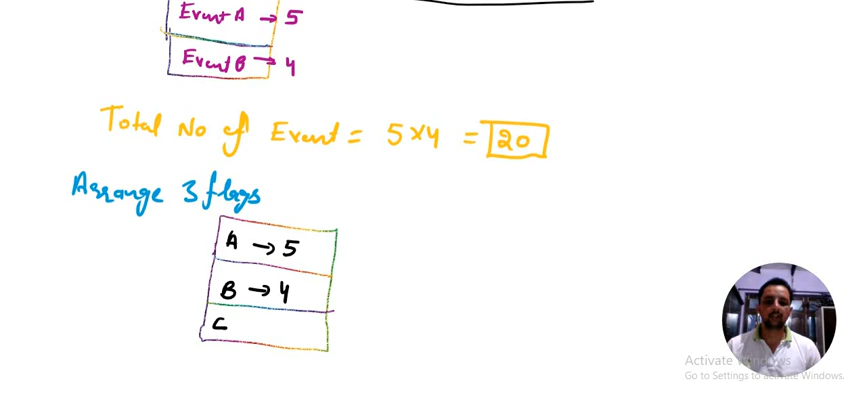 Event A → 5
Event B → 4
Total No of Event = 5×4 = 20
Arrange 3 flags
A → 5
B → 4
C
Activate Windows
Go to Settings to activate Windows.